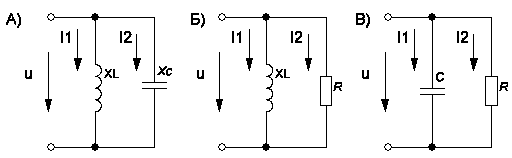 А) I1 I2 u XL Xc
Б) I1 I2 u XL R
В) I1 I2 u C R